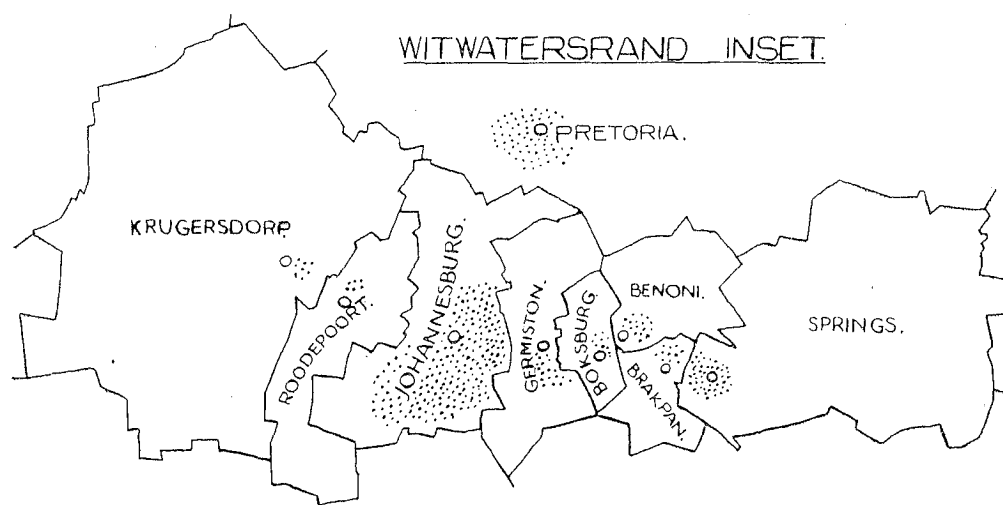 WITWATERSRAND INSET.
PRETORIA.
KRUGERSDORP.
ROODEPOORT.
JOHANNESBURG.
GERMISTON.
BOKSBURG.
BENONI.
BRAKPAN.
SPRINGS.